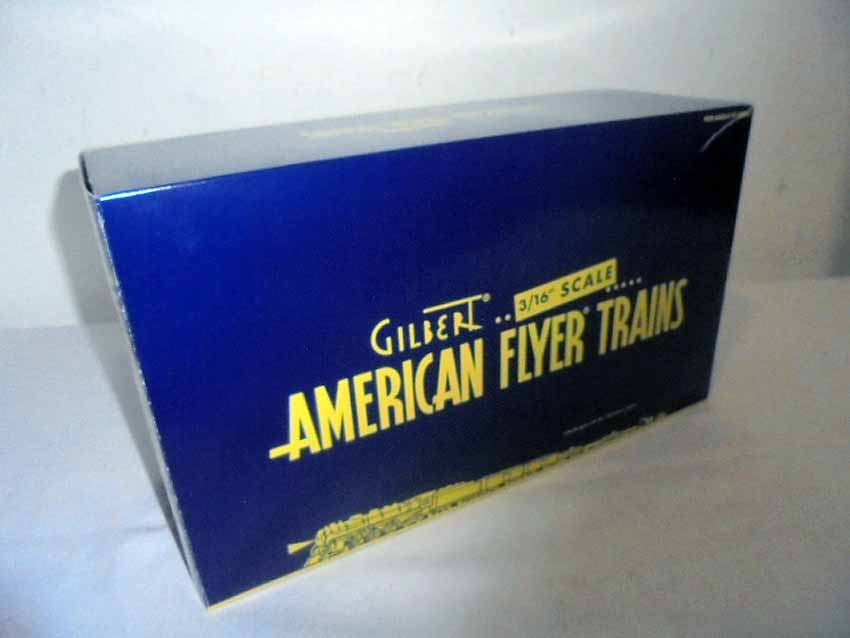 GILBERT®
3/16" SCALE
AMERICAN FLYER® TRAINS